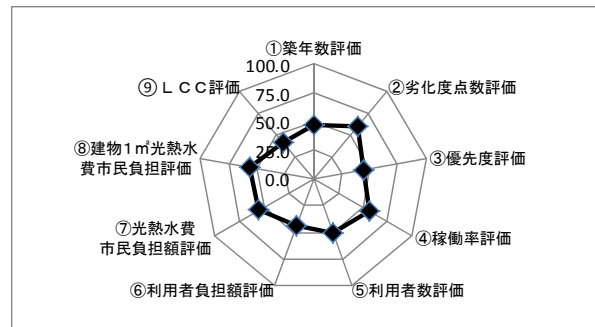 ①築年数評価
100.0
75.0
50.0
25.0
0.0
②劣化度点数評価
③優先度評価
④稼働率評価
⑤利用者数評価
⑥利用者負担額評価
⑦光熱水費
市民負担額評価
⑧建物1㎡光熱水
費市民負担評価
⑨ＬＣＣ評価